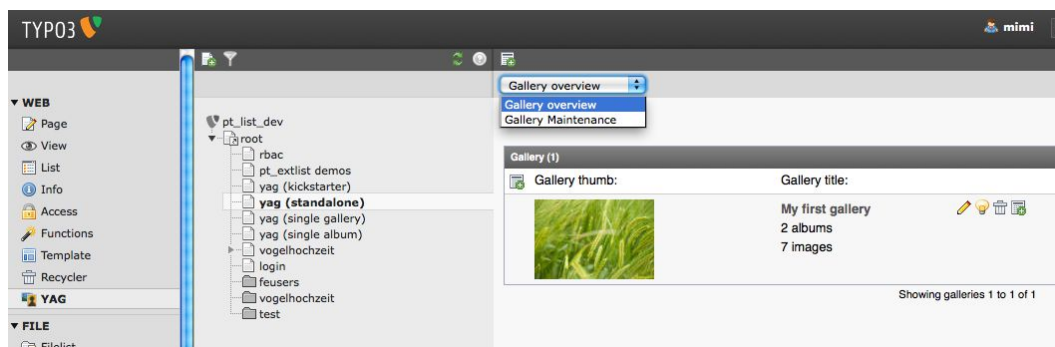 TYPO3
mimi
Gallery overview
Gallery overview
Gallery Maintenance
WEB
Page
View
List
Info
Access
Functions
Template
Recycler
YAG
FILE
Filelist
pt_list_dev
root
rbac
pt_extlist demos
yag (kickstarter)
yag (standalone)
yag (single gallery)
yag (single album)
vogelhochzeit
login
feusers
vogelhochzeit
test
Gallery (1)
Gallery thumb: Gallery title:
My first gallery
2 albums
7 images
Showing galleries 1 to 1 of 1